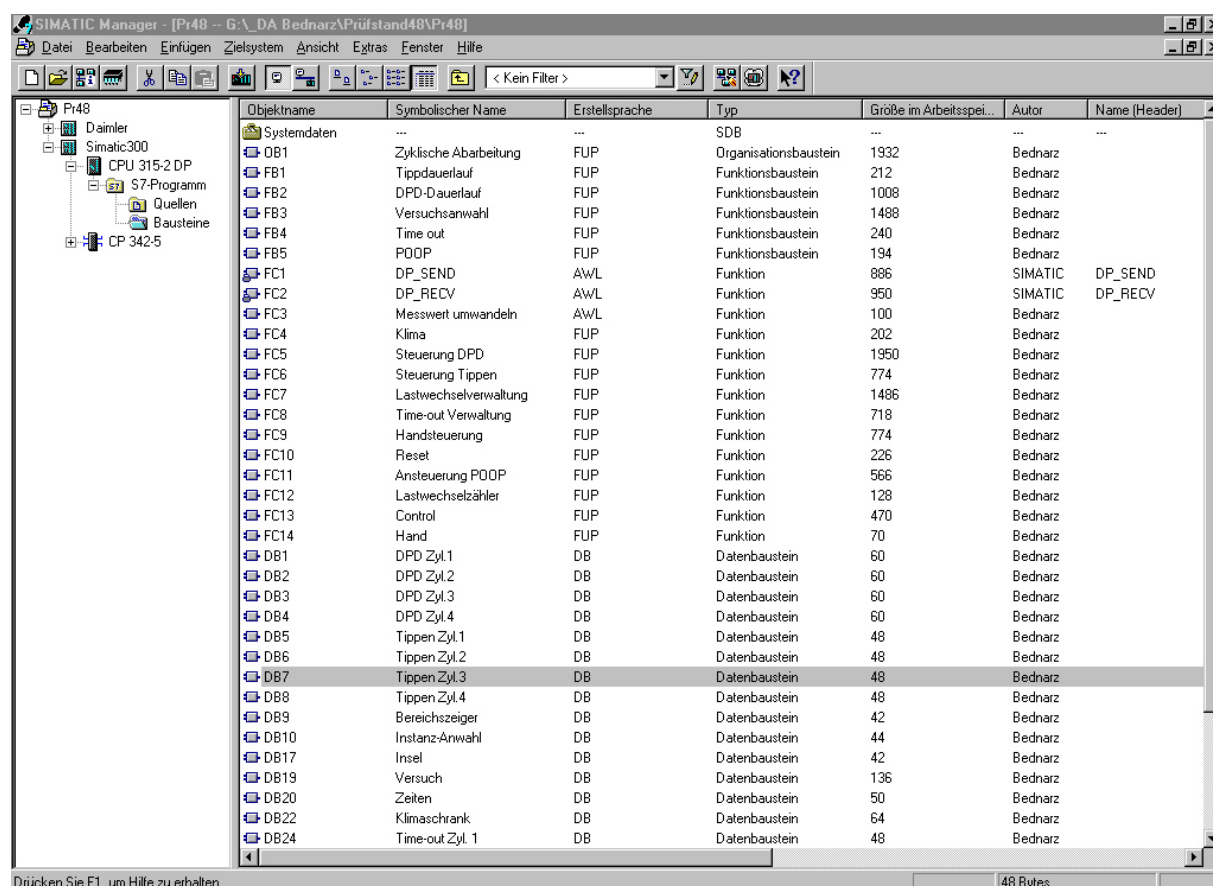 SIMATIC Manager - [Pr48 -- G:\_DA Bednarz\Prüfstand48\Pr48]
Datei Bearbeiten Einfügen Zielsystem Ansicht Extras Fenster Hilfe
< Kein Filter >
Pr48
Daimler
Simatic300
CPU 315-2 DP
S7-Programm
Quellen
Bausteine
CP 342-5
Objektname Symbolischer Name Erstellsprache Typ Größe im Arbeitsspei... Autor Name (Header)
Systemdaten --- --- SDB --- --- ---
OB1 Zyklische Abarbeitung FUP Organisationsbaustein 1932 Bednarz
FB1 Tippdauerlauf FUP Funktionsbaustein 212 Bednarz
FB2 DPD-Dauerlauf FUP Funktionsbaustein 1008 Bednarz
FB3 Versuchsanwahl FUP Funktionsbaustein 1488 Bednarz
FB4 Time out FUP Funktionsbaustein 240 Bednarz
FB5 POOP FUP Funktionsbaustein 194 Bednarz
FC1 DP_SEND AWL Funktion 886 SIMATIC DP_SEND
FC2 DP_RECV AWL Funktion 950 SIMATIC DP_RECV
FC3 Messwert umwandeln AWL Funktion 100 Bednarz
FC4 Klima FUP Funktion 202 Bednarz
FC5 Steuerung DPD FUP Funktion 1950 Bednarz
FC6 Steuerung Tippen FUP Funktion 774 Bednarz
FC7 Lastwechselverwaltung FUP Funktion 1486 Bednarz
FC8 Time-out Verwaltung FUP Funktion 718 Bednarz
FC9 Handsteuerung FUP Funktion 774 Bednarz
FC10 Reset FUP Funktion 226 Bednarz
FC11 Ansteuerung POOP FUP Funktion 566 Bednarz
FC12 Lastwechselzähler FUP Funktion 128 Bednarz
FC13 Control FUP Funktion 470 Bednarz
FC14 Hand FUP Funktion 70 Bednarz
DB1 DPD Zyl.1 DB Datenbaustein 60 Bednarz
DB2 DPD Zyl.2 DB Datenbaustein 60 Bednarz
DB3 DPD Zyl.3 DB Datenbaustein 60 Bednarz
DB4 DPD Zyl.4 DB Datenbaustein 60 Bednarz
DB5 Tippen Zyl.1 DB Datenbaustein 48 Bednarz
DB6 Tippen Zyl.2 DB Datenbaustein 48 Bednarz
DB7 Tippen Zyl.3 DB Datenbaustein 48 Bednarz
DB8 Tippen Zyl.4 DB Datenbaustein 48 Bednarz
DB9 Bereichszeiger DB Datenbaustein 42 Bednarz
DB10 Instanz-Anwahl DB Datenbaustein 44 Bednarz
DB17 Insel DB Datenbaustein 42 Bednarz
DB19 Versuch DB Datenbaustein 136 Bednarz
DB20 Zeiten DB Datenbaustein 50 Bednarz
DB22 Klimaschrank DB Datenbaustein 64 Bednarz
DB24 Time-out Zyl. 1 DB Datenbaustein 48 Bednarz
Drücken Sie F1, um Hilfe zu erhalten. 48 Bytes